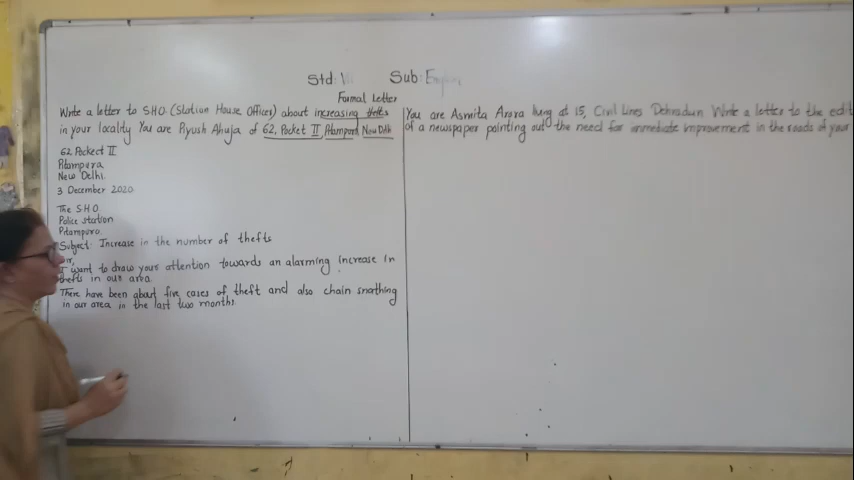 Std: VI Sub: English
Formal Letter
Write a letter to S.H.O. (Station House Officer) about increasing thefts
in your locality You are Piyush Ahuja of 62, Pocket II Pitampura New Delhi
62 Pockect II
Pitampura
New Delhi.
3 December 2020
The S.H.O.
Police station
Pitampura.
Subject: Increase in the number of thefts
I want to draw your attention towards an alarming increase in
thefts in our area.
There have been about five cases of theft and also chain snathing
in our area in the last two months.
You are Asmita Arora living at 15, Civil Lines Dehradun Write a letter to the edit
of a newspaper pointing out the need for immediate improvement in the roads of your